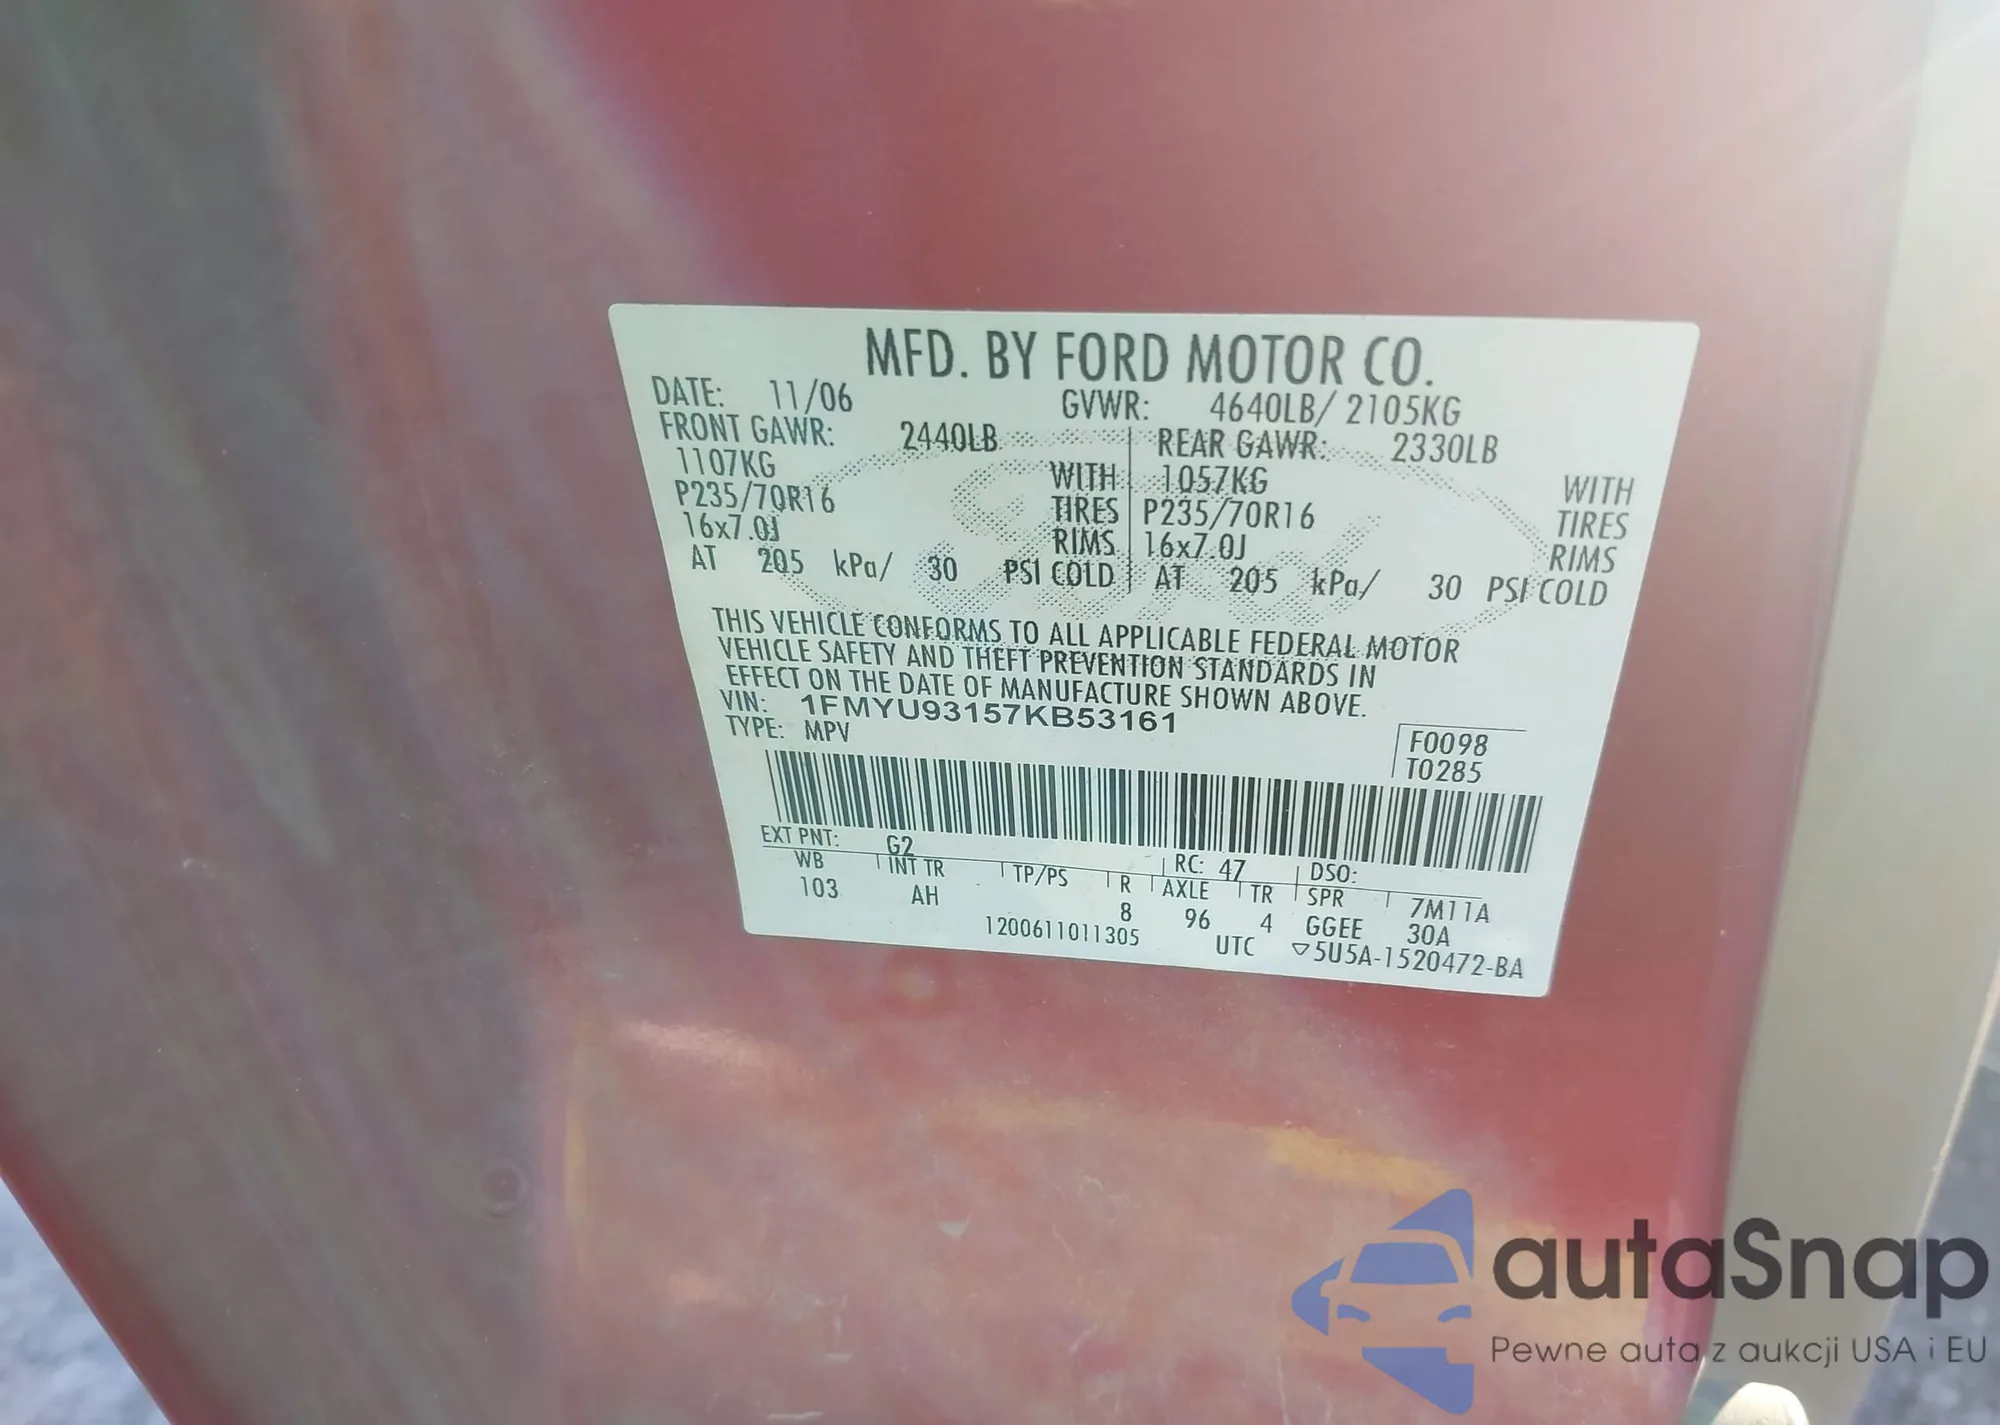 MFD. BY FORD MOTOR CO.
DATE: 11/06 GVWR: 4640LB/ 2105KG
FRONT GAWR: 2440LB REAR GAWR: 2330LB
1107KG WITH 1057KG WITH
P235/70R16 TIRES P235/70R16 TIRES
16x7.0J RIMS 16x7.0J RIMS
AT 205 kPa/ 30 PSI COLD AT 205 kPa/ 30 PSI COLD
THIS VEHICLE CONFORMS TO ALL APPLICABLE FEDERAL MOTOR
VEHICLE SAFETY AND THEFT PREVENTION STANDARDS IN
EFFECT ON THE DATE OF MANUFACTURE SHOWN ABOVE.
VIN: 1FMYU93157KB53161
TYPE: MPV
F0098
T0285
EXT PNT: G2 RC: 47 DSO:
WB INT TR TP/PS R AXLE TR SPR 7M11A
103 AH 8 96 4 GGEE 30A
1200611011305 UTC ▽5U5A-1520472-BA
Ford
autaSnap
Pewne auta z aukcji USA i EU